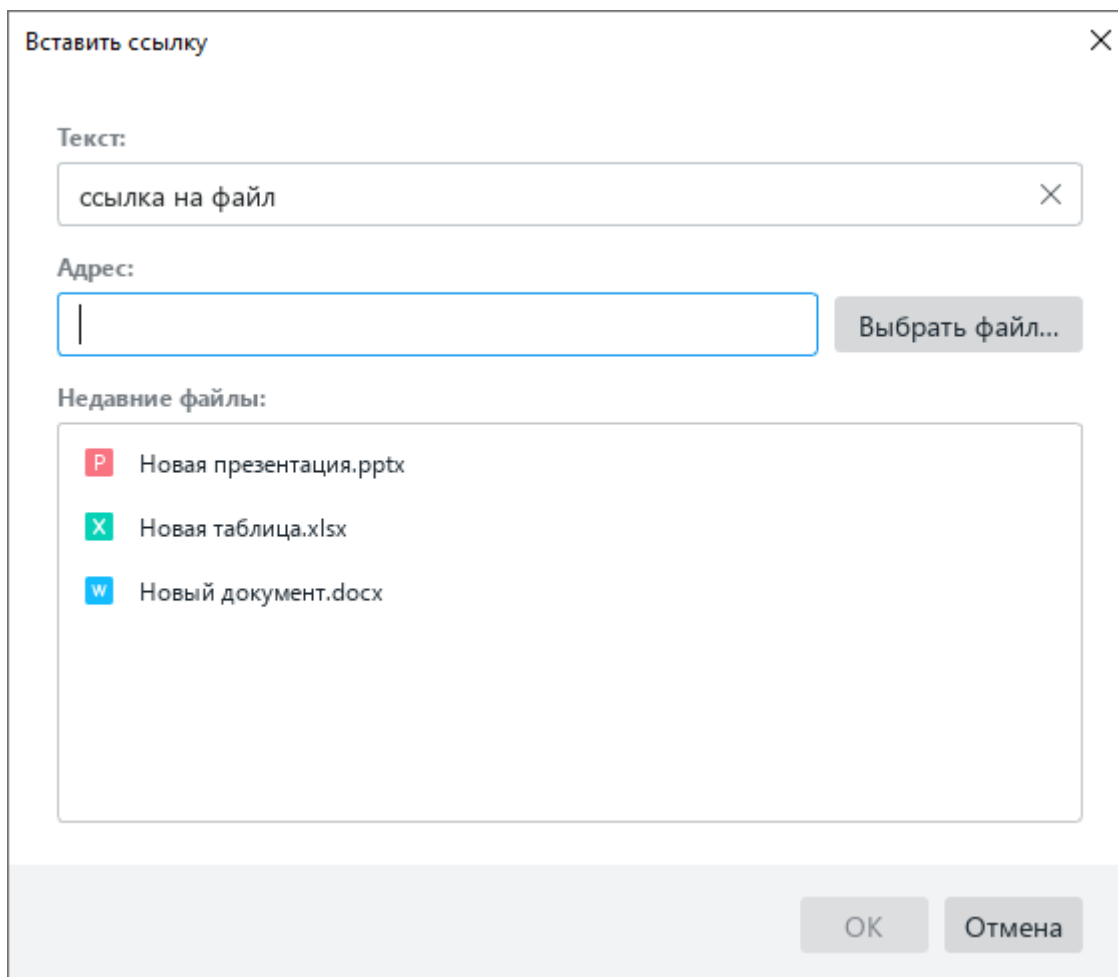 Вставить ссылку
Текст:
ссылка на файл
Адрес:
Выбрать файл...
Недавние файлы:
P Новая презентация.pptx
X Новая таблица.xlsx
W Новый документ.docx
OK Отмена